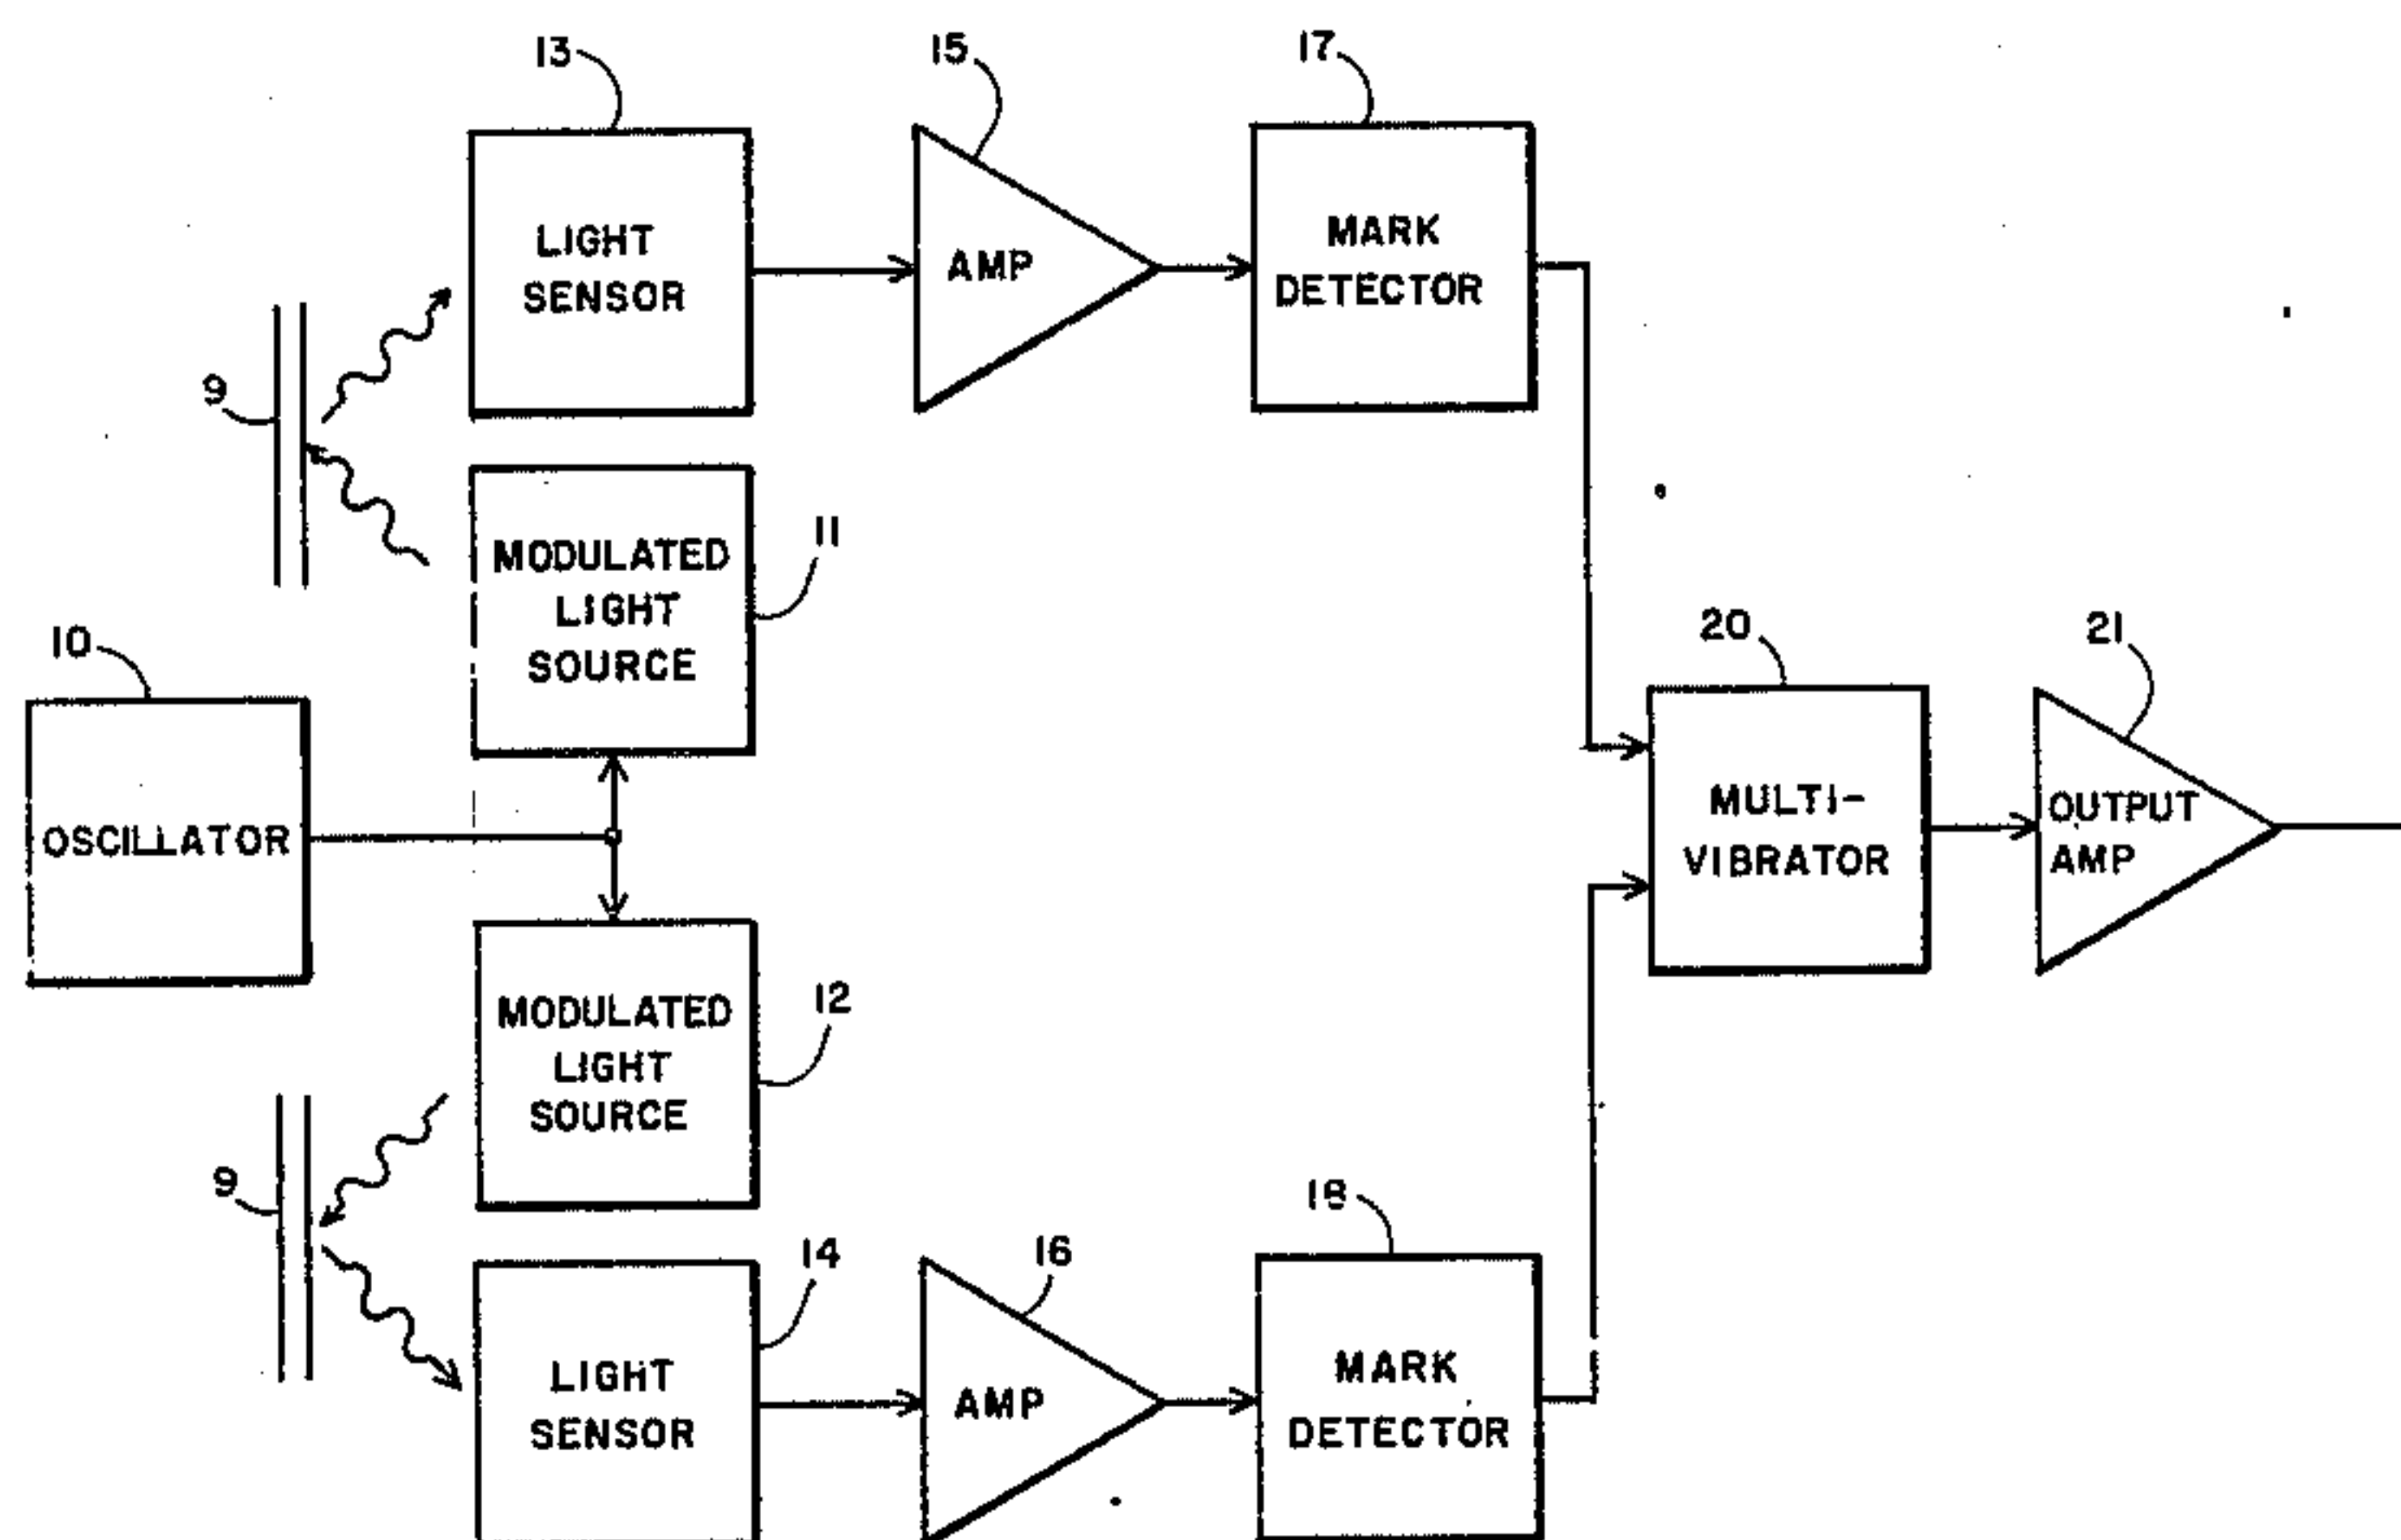 13
15
17
LIGHT
SENSOR
AMP
MARK
DETECTOR
9
11
MODULATED
LIGHT
SOURCE
10
OSCILLATOR
20
21
MULTI-
VIBRATOR
OUTPUT
AMP
12
MODULATED
LIGHT
SOURCE
9
14
16
18
LIGHT
SENSOR
AMP
MARK
DETECTOR